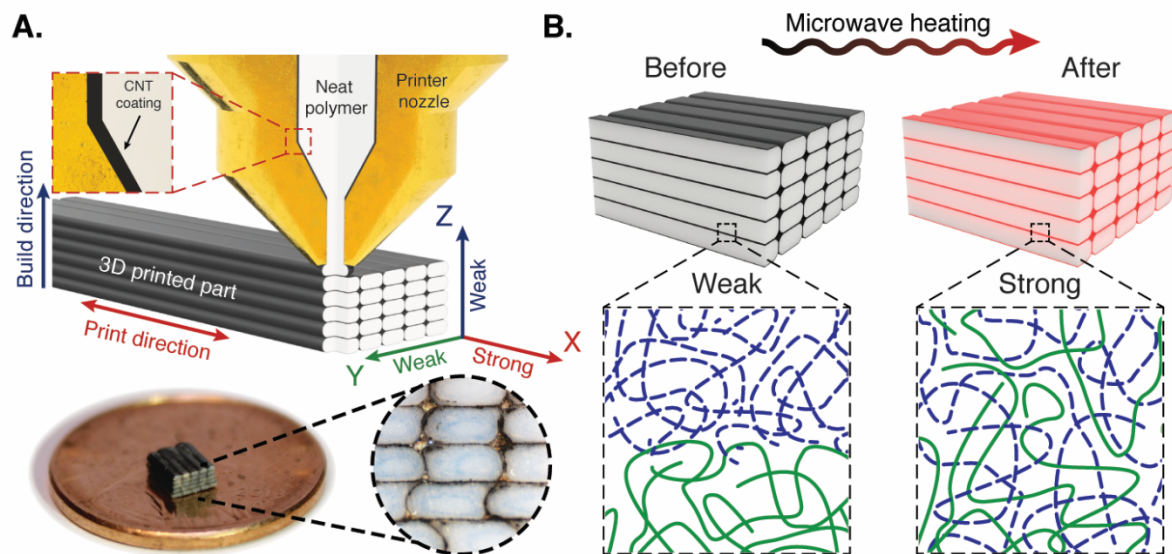 A.
CNT
coating
Neat
polymer
Printer
nozzle
Build direction
3D printed part
Print direction
Z
Weak
X
Strong
Y
Weak
B.
Microwave heating
Before
After
Weak
Strong